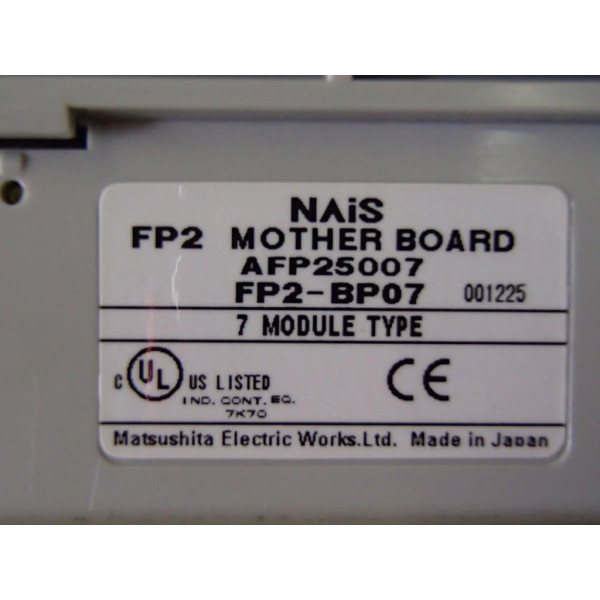 NAiS
FP2 MOTHER BOARD
AFP25007
FP2-BP07 001225
7 MODULE TYPE
C UL US LISTED CE
IND. CONT. EQ.
7K70
Matsushita Electric Works.Ltd. Made in Japan